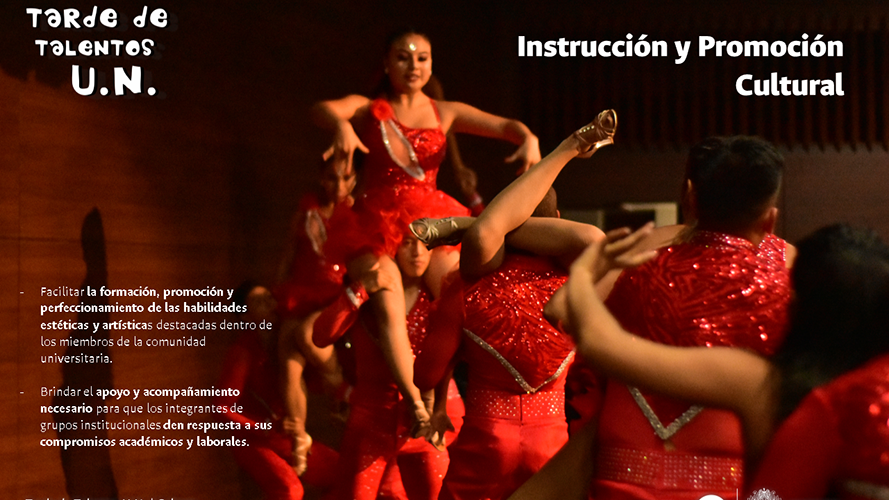 Tarde de
Talentos
U.N.
Instrucción y Promoción
Cultural
- Facilitar la formación, promoción y
perfeccionamiento de las habilidades
estéticas y artísticas destacadas dentro de
los miembros de la comunidad
universitaria.
- Brindar el apoyo y acompañamiento
necesario para que los integrantes de
grupos institucionales den respuesta a sus
compromisos académicos y laborales.